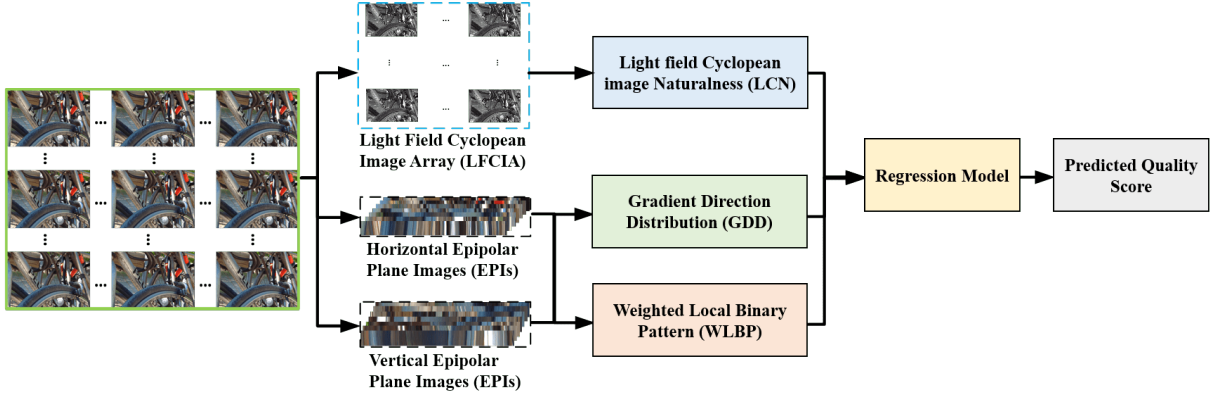 Light Field Cyclopean
Image Array (LFCIA)
Horizontal Epipolar
Plane Images (EPIs)
Vertical Epipolar
Plane Images (EPIs)
Light field Cyclopean
image Naturalness (LCN)
Gradient Direction
Distribution (GDD)
Weighted Local Binary
Pattern (WLBP)
Regression Model
Predicted Quality
Score